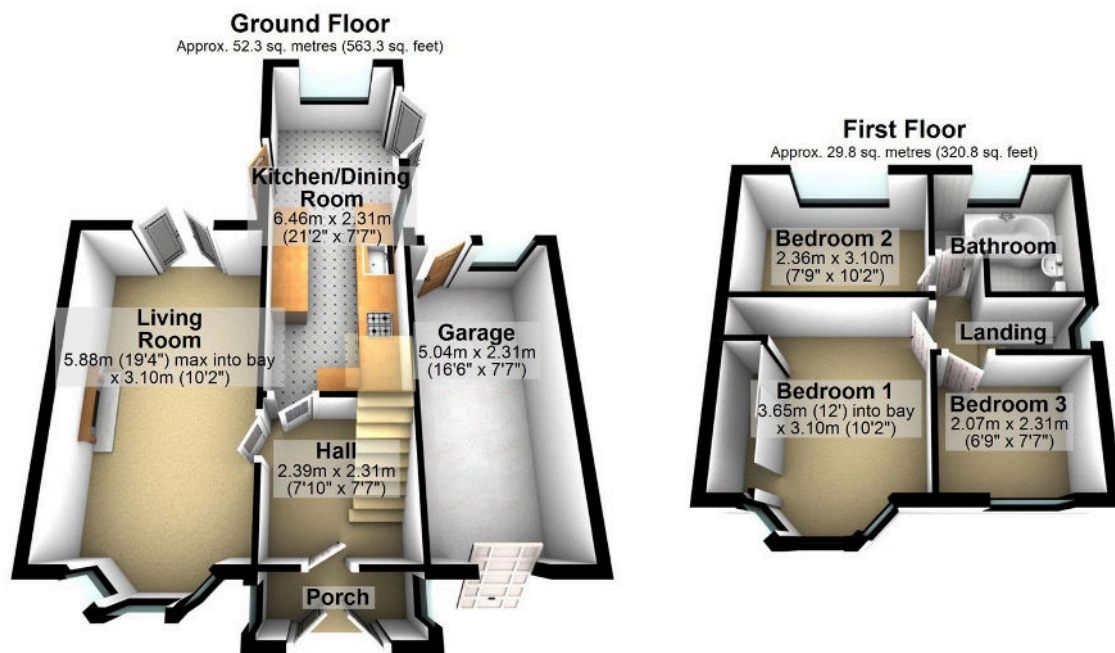 Ground Floor
Approx. 52.3 sq. metres (563.3 sq. feet)
Kitchen/Dining
Room
6.46m x 2.31m
(21'2" x 7'7")
Living
Room
5.88m (19'4") max into bay
x 3.10m (10'2")
Garage
5.04m x 2.31m
(16'6" x 7'7")
Hall
2.39m x 2.31m
(7'10" x 7'7")
Porch
First Floor
Approx. 29.8 sq. metres (320.8 sq. feet)
Bedroom 2
2.36m x 3.10m
(7'9" x 10'2")
Bathroom
Landing
Bedroom 1
3.65m (12') into bay
x 3.10m (10'2")
Bedroom 3
2.07m x 2.31m
(6'9" x 7'7")